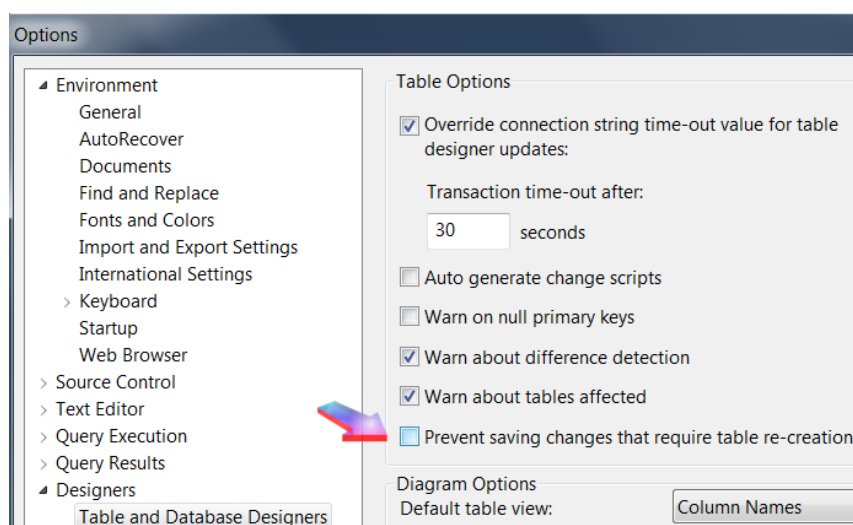 Options
Environment
General
AutoRecover
Documents
Find and Replace
Fonts and Colors
Import and Export Settings
International Settings
Keyboard
Startup
Web Browser
Source Control
Text Editor
Query Execution
Query Results
Designers
Table and Database Designers
Table Options
Override connection string time-out value for table
designer updates:
Transaction time-out after:
30 seconds
Auto generate change scripts
Warn on null primary keys
Warn about difference detection
Warn about tables affected
Prevent saving changes that require table re-creation
Diagram Options
Default table view: Column Names